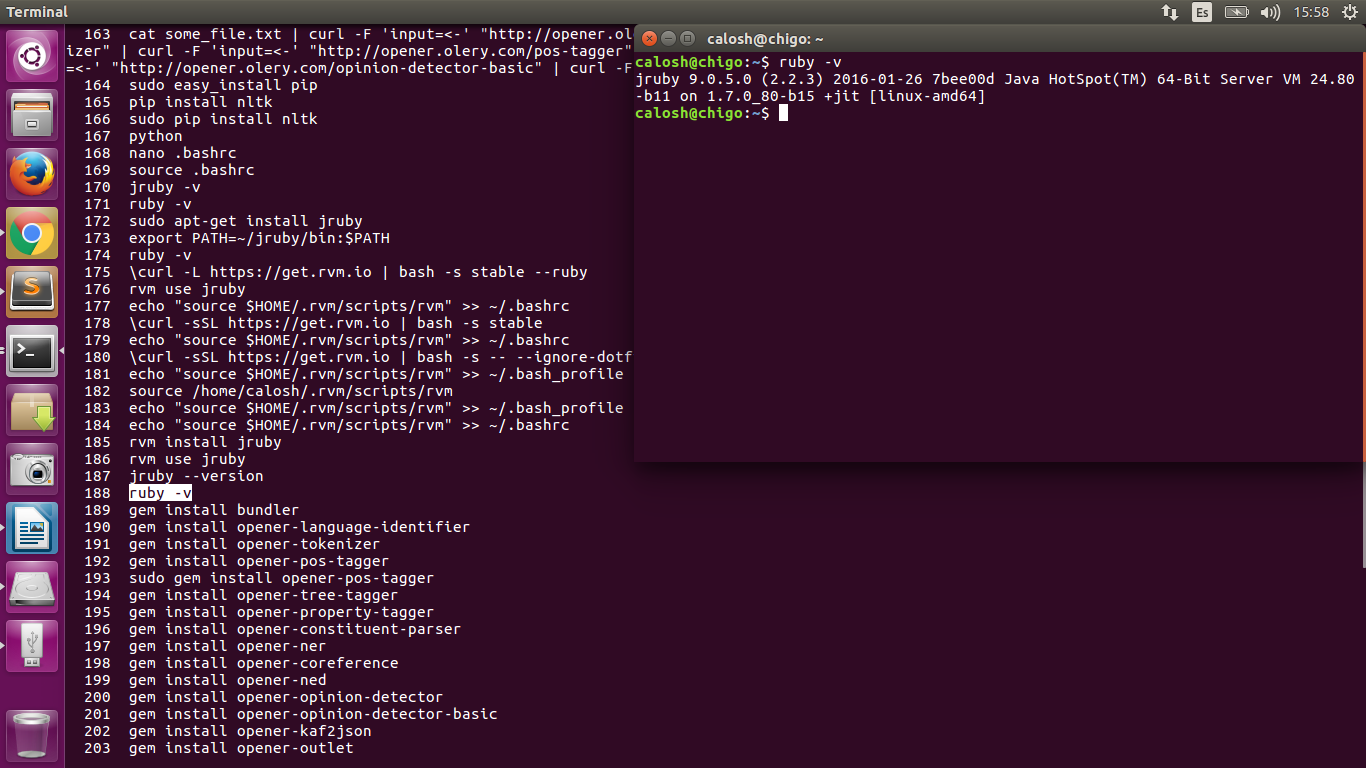 Terminal
Es
15:58
163 cat some_file.txt | curl -F 'input=<-' "http://opener.ol
izer" | curl -F 'input=<-' "http://opener.olery.com/pos-tagger"
=<-' "http://opener.olery.com/opinion-detector-basic" | curl -F
164 sudo easy_install pip
165 pip install nltk
166 sudo pip install nltk
167 python
168 nano .bashrc
169 source .bashrc
170 jruby -v
171 ruby -v
172 sudo apt-get install jruby
173 export PATH=~/jruby/bin:$PATH
174 ruby -v
175 \curl -L https://get.rvm.io | bash -s stable --ruby
176 rvm use jruby
177 echo "source $HOME/.rvm/scripts/rvm" >> ~/.bashrc
178 \curl -sSL https://get.rvm.io | bash -s stable
179 echo "source $HOME/.rvm/scripts/rvm" >> ~/.bashrc
180 \curl -sSL https://get.rvm.io | bash -s -- --ignore-dotf
181 echo "source $HOME/.rvm/scripts/rvm" >> ~/.bash_profile
182 source /home/calosh/.rvm/scripts/rvm
183 echo "source $HOME/.rvm/scripts/rvm" >> ~/.bash_profile
184 echo "source $HOME/.rvm/scripts/rvm" >> ~/.bashrc
185 rvm install jruby
186 rvm use jruby
187 jruby --version
188 ruby -v
189 gem install bundler
190 gem install opener-language-identifier
191 gem install opener-tokenizer
192 gem install opener-pos-tagger
193 sudo gem install opener-pos-tagger
194 gem install opener-tree-tagger
195 gem install opener-property-tagger
196 gem install opener-constituent-parser
197 gem install opener-ner
198 gem install opener-coreference
199 gem install opener-ned
200 gem install opener-opinion-detector
201 gem install opener-opinion-detector-basic
202 gem install opener-kaf2json
203 gem install opener-outlet
calosh@chigo: ~
calosh@chigo:~$ ruby -v
jruby 9.0.5.0 (2.2.3) 2016-01-26 7bee00d Java HotSpot(TM) 64-Bit Server VM 24.80
-b11 on 1.7.0_80-b15 +jit [linux-amd64]
calosh@chigo:~$